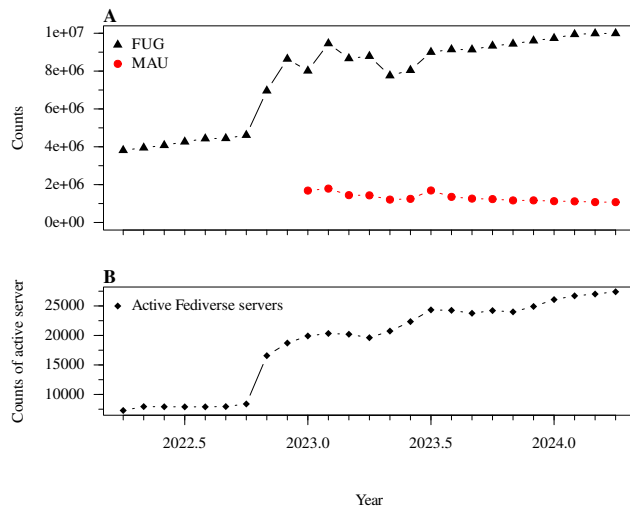 A
1e+07
8e+06
6e+06
4e+06
2e+06
0e+00
Counts
FUG
MAU
B
25000
20000
15000
10000
Counts of active server
Active Fediverse servers
2022.5 2023.0 2023.5 2024.0
Year